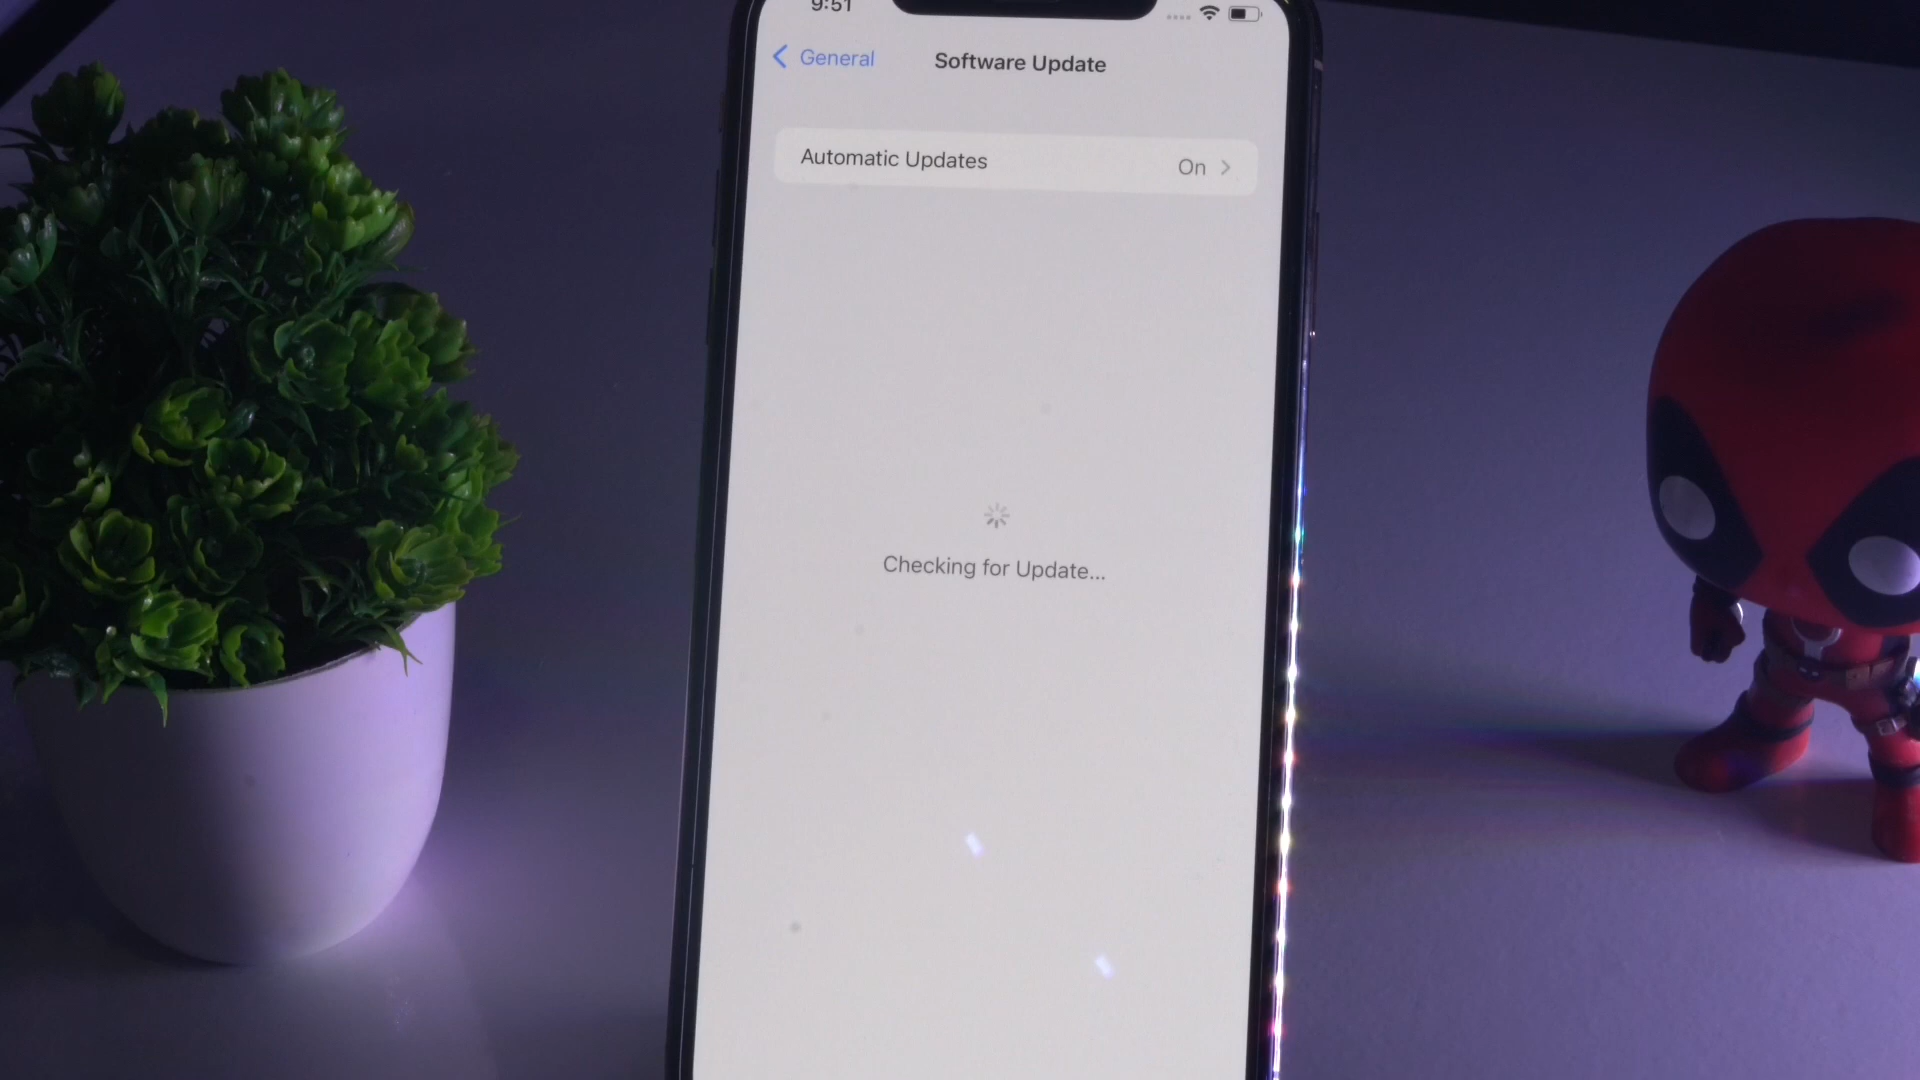 9:51
General
Software Update
Automatic Updates
On
Checking for Update...